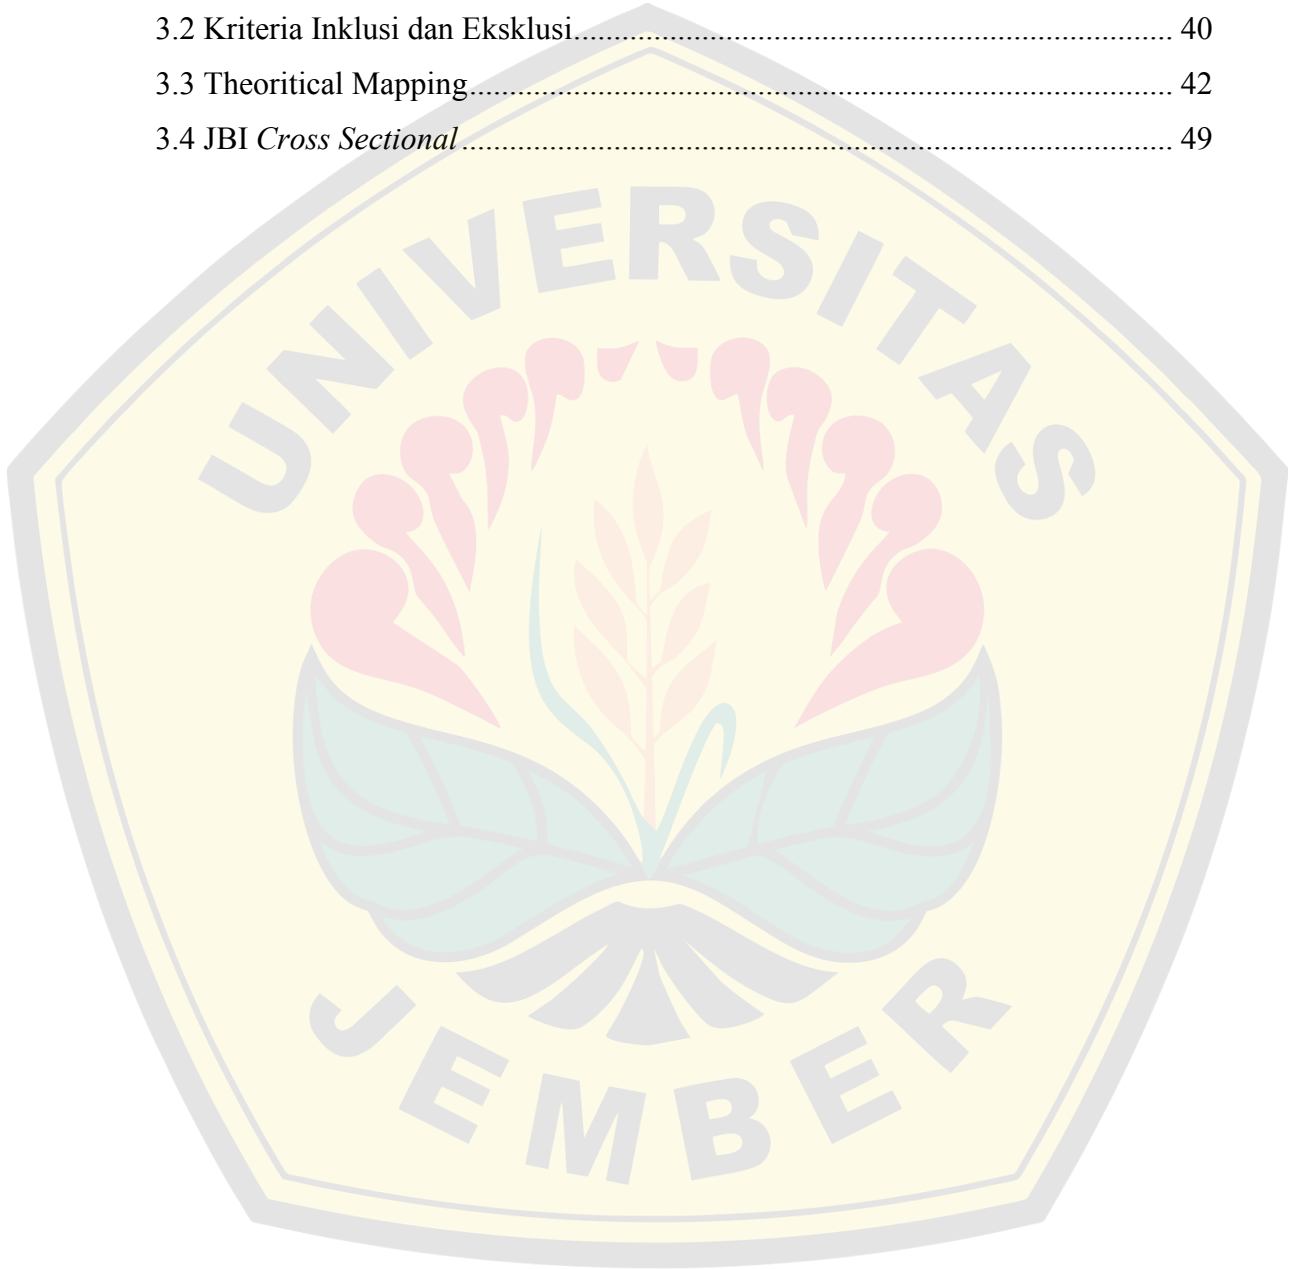 3.2 Kriteria Inklusi dan Eksklusi........................................................................... 40
3.3 Theoritical Mapping........................................................................................ 42
3.4 JBI Cross Sectional......................................................................................... 49
UNIVERSITAS
JEMBER